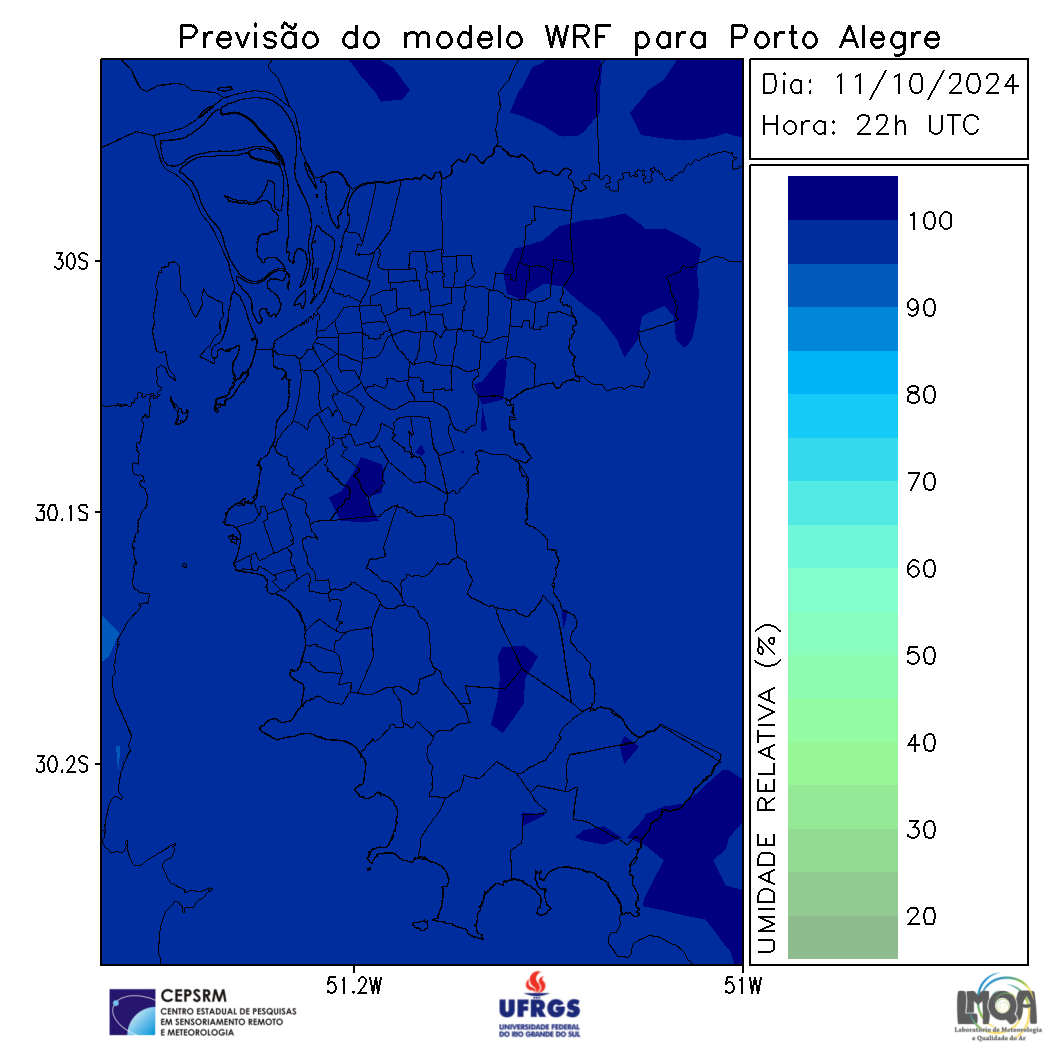 Previsão do modelo WRF para Porto Alegre
Dia: 11/10/2024
Hora: 22h UTC
30S
30.1S
30.2S
51.2W
51W
UMIDADE RELATIVA (%)
100
90
80
70
60
50
40
30
20
CEPSRM
CENTRO ESTADUAL DE PESQUISAS
EM SENSORIAMENTO REMOTO
E METEOROLOGIA
UFRGS
UNIVERSIDADE FEDERAL
DO RIO GRANDE DO SUL
LMQA
Laboratório de Meteorologia
e Qualidade do Ar